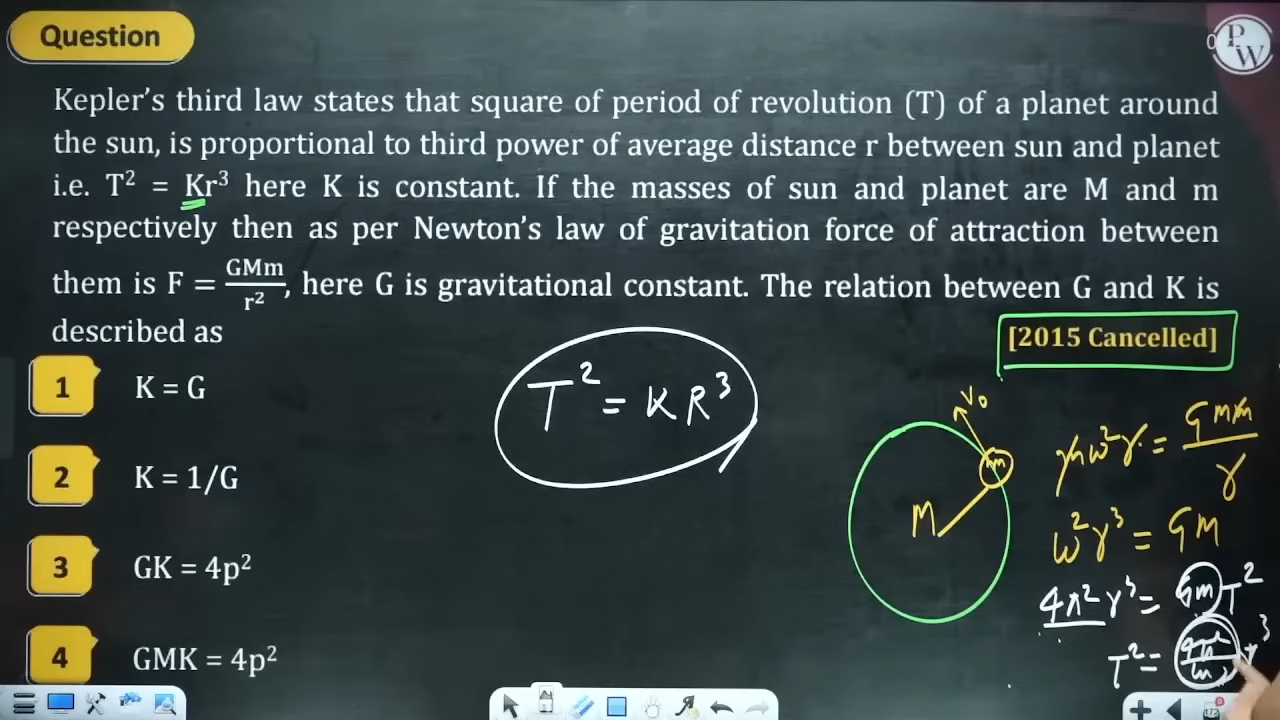 Question
PW
Kepler's third law states that square of period of revolution (T) of a planet around
the sun, is proportional to third power of average distance r between sun and planet
i.e. T² = Kr³ here K is constant. If the masses of sun and planet are M and m
respectively then as per Newton's law of gravitation force of attraction between
them is F = GMm/r², here G is gravitational constant. The relation between G and K is
described as
[2015 Cancelled]
1 K = G
2 K = 1/G
3 GK = 4p²
4 GMK = 4p²
T² = KR³
V₀
M
m
mω²r = GMm/r
ω²r³ = GM
4π²r³ = GM T²
T² = r³
172